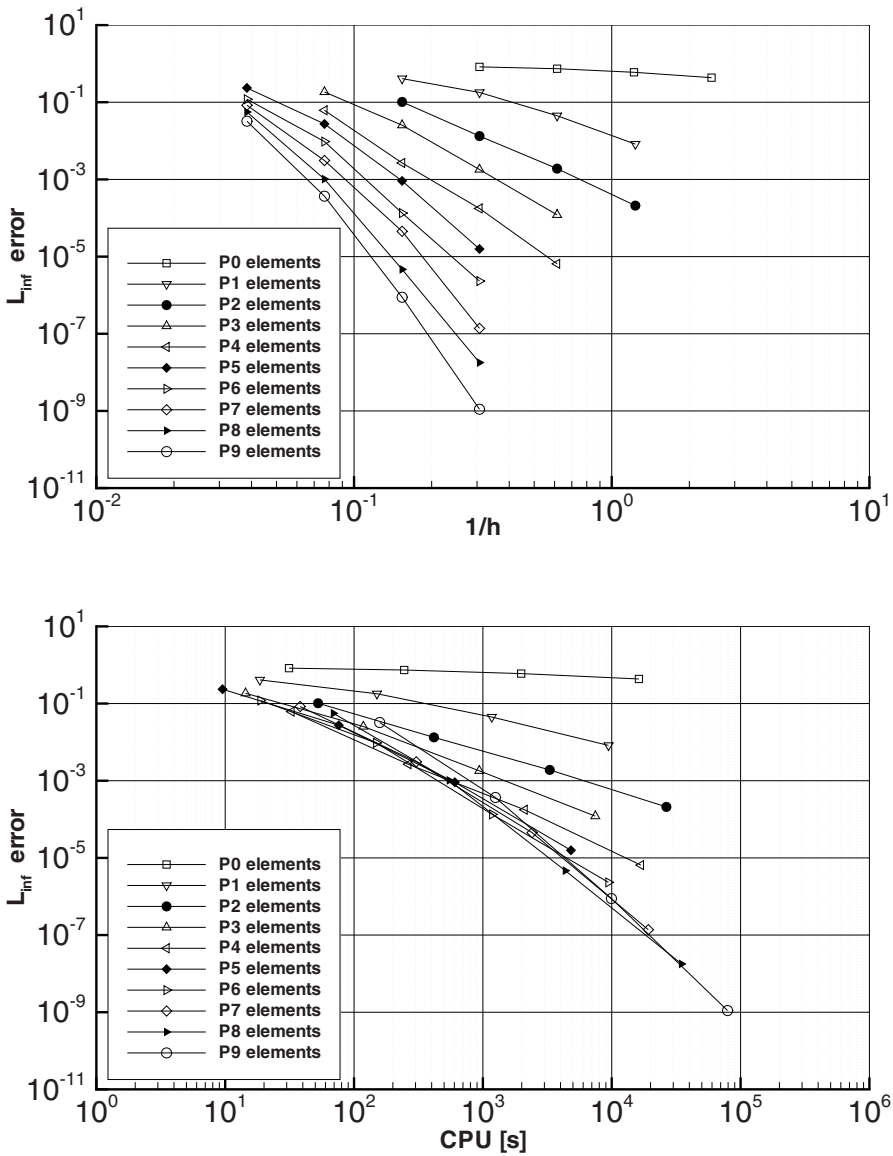 10^1
10^-1
10^-3
10^-5
10^-7
10^-9
10^-11
L_inf error
P0 elements
P1 elements
P2 elements
P3 elements
P4 elements
P5 elements
P6 elements
P7 elements
P8 elements
P9 elements
10^-2
10^-1
10^0
10^1
1/h
10^1
10^-1
10^-3
10^-5
10^-7
10^-9
10^-11
L_inf error
P0 elements
P1 elements
P2 elements
P3 elements
P4 elements
P5 elements
P6 elements
P7 elements
P8 elements
P9 elements
10^0
10^1
10^2
10^3
10^4
10^5
10^6
CPU [s]